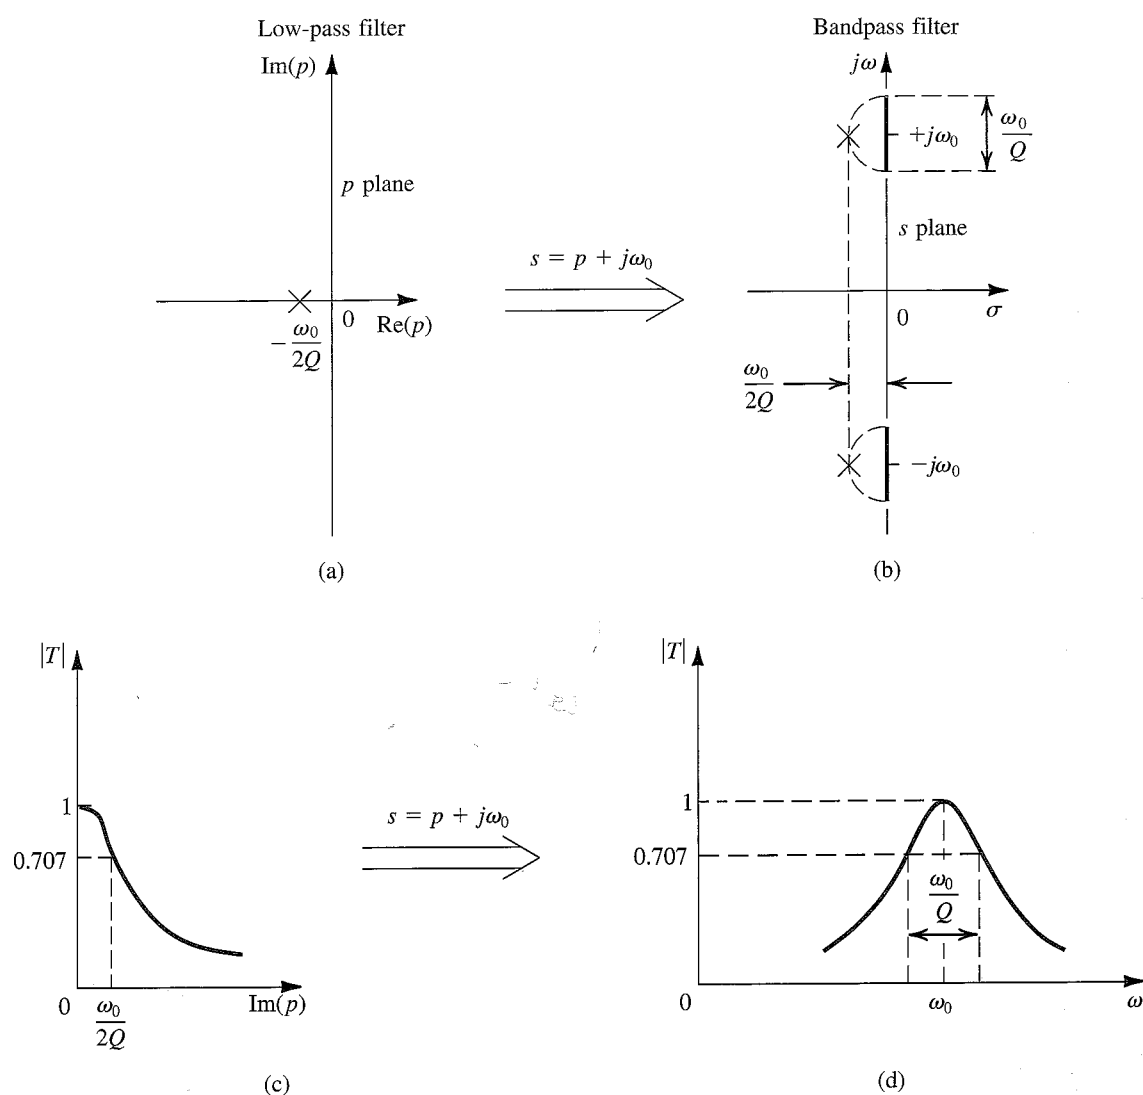 Low-pass filter
Im(p)
p plane
0
Re(p)
−ω₀/2Q
(a)
s = p + jω₀
Bandpass filter
jω
+jω₀
ω₀/Q
s plane
0
σ
ω₀/2Q
−jω₀
(b)
|T|
1
0.707
0
ω₀/2Q
Im(p)
(c)
s = p + jω₀
|T|
1
0.707
ω₀/Q
0
ω₀
ω
(d)